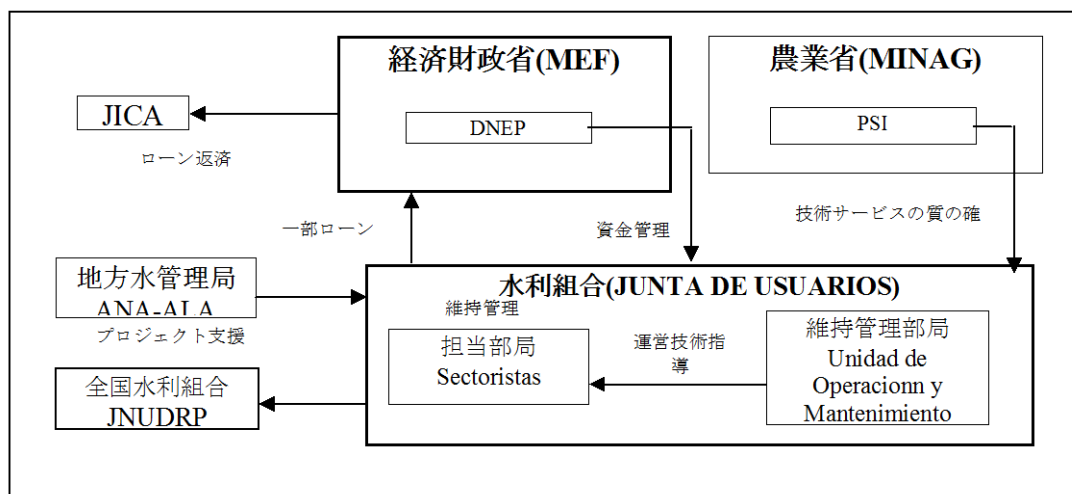 経済財政省(MEF)
農業省(MINAG)
JICA
DNEP
PSI
ローン返済
一部ローン
資金管理
技術サービスの質の確
地方水管理局
ANA-ALA
プロジェクト支援
水利組合(JUNTA DE USUARIOS)
維持管理
担当部局
Sectoristas
運営技術指
導
維持管理部局
Unidad de
Operacionn y
Mantenimiento
全国水利組合
JNUDRP